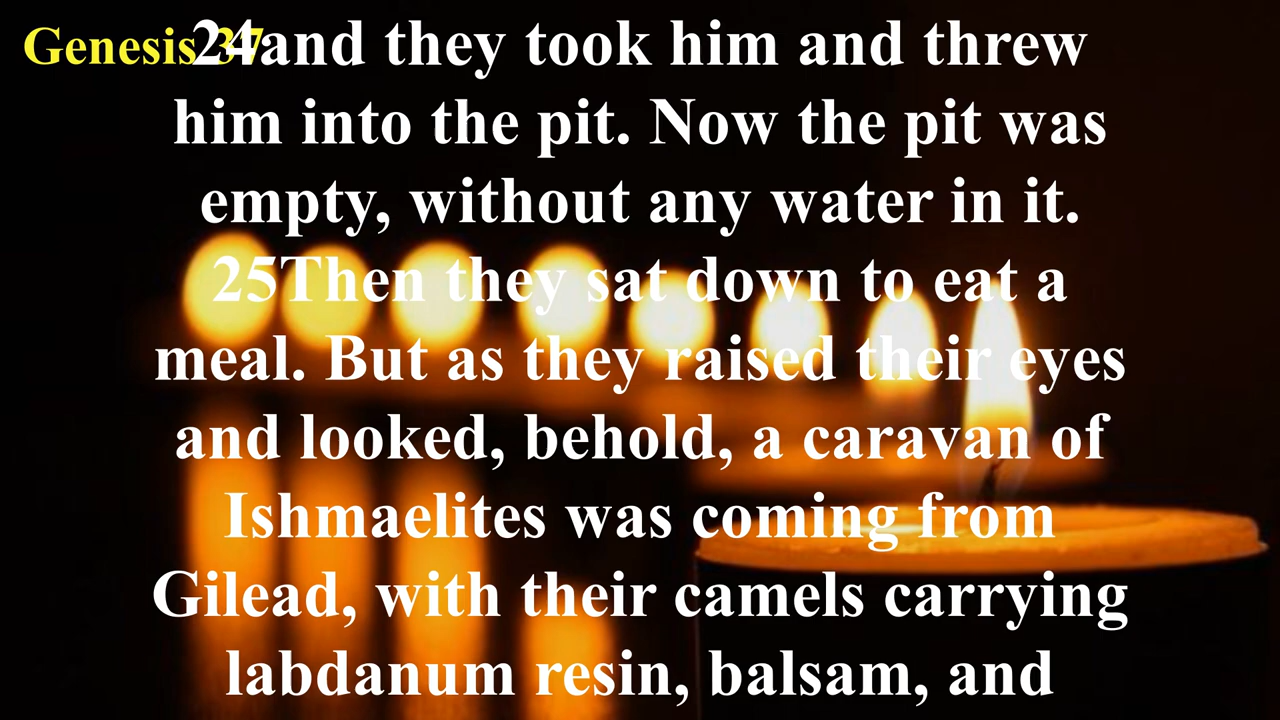 Genesis 37
24and they took him and threw
him into the pit. Now the pit was
empty, without any water in it.
25Then they sat down to eat a
meal. But as they raised their eyes
and looked, behold, a caravan of
Ishmaelites was coming from
Gilead, with their camels carrying
labdanum resin, balsam, and